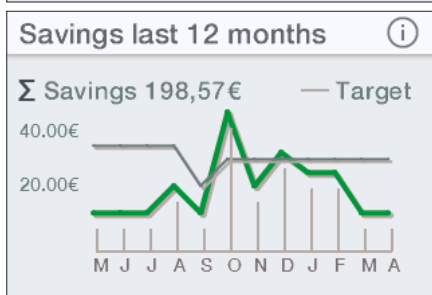 Savings last 12 months
Σ Savings 198,57€ — Target
40.00€
20.00€
M J J A S O N D J F M A